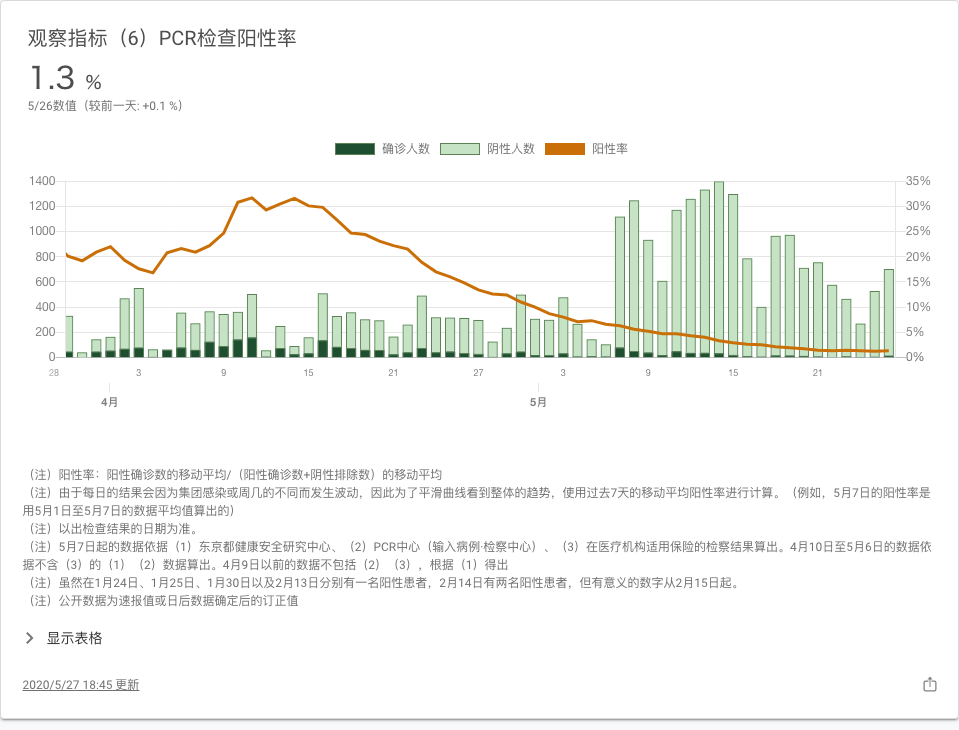 观察指标（6）PCR检查阳性率
1.3 %
5/26数值（较前一天: +0.1 %）
确诊人数 阴性人数 阳性率
1400 35%
1200 30%
1000 25%
800 20%
600 15%
400 10%
200 5%
0 0%
28 3 9 15 21 27 3 9 15 21
4月 5月
（注）阳性率：阳性确诊数的移动平均/（阳性确诊数+阴性排除数）的移动平均
（注）由于每日的结果会因为集团感染或周几的不同而发生波动，因此为了平滑曲线看到整体的趋势，使用过去7天的移动平均阳性率进行计算。（例如，5月7日的阳性率是
用5月1日至5月7日的数据平均值算出的）
（注）以出检查结果的日期为准。
（注）5月7日起的数据依据（1）东京都健康安全研究中心、（2）PCR中心（输入病例·检察中心）、（3）在医疗机构适用保险的检察结果算出。4月10日至5月6日的数据依
据不含（3）的（1）（2）数据算出。4月9日以前的数据不包括（2）（3），根据（1）得出
（注）虽然在1月24日、1月25日、1月30日以及2月13日分别有一名阳性患者，2月14日有两名阳性患者，但有意义的数字从2月15日起。
（注）公开数据为速报值或日后数据确定后的订正值
显示表格
2020/5/27 18:45 更新